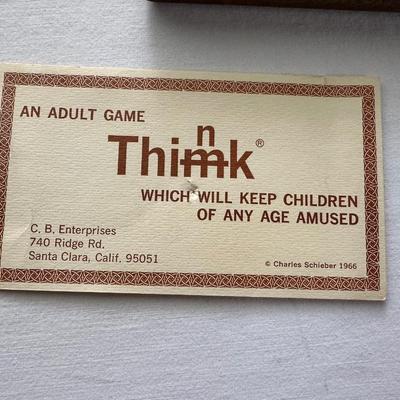 AN ADULT GAME
n
Thimk®
WHICH WILL KEEP CHILDREN
OF ANY AGE AMUSED
C. B. Enterprises
740 Ridge Rd.
Santa Clara, Calif. 95051
© Charles Schieber 1966